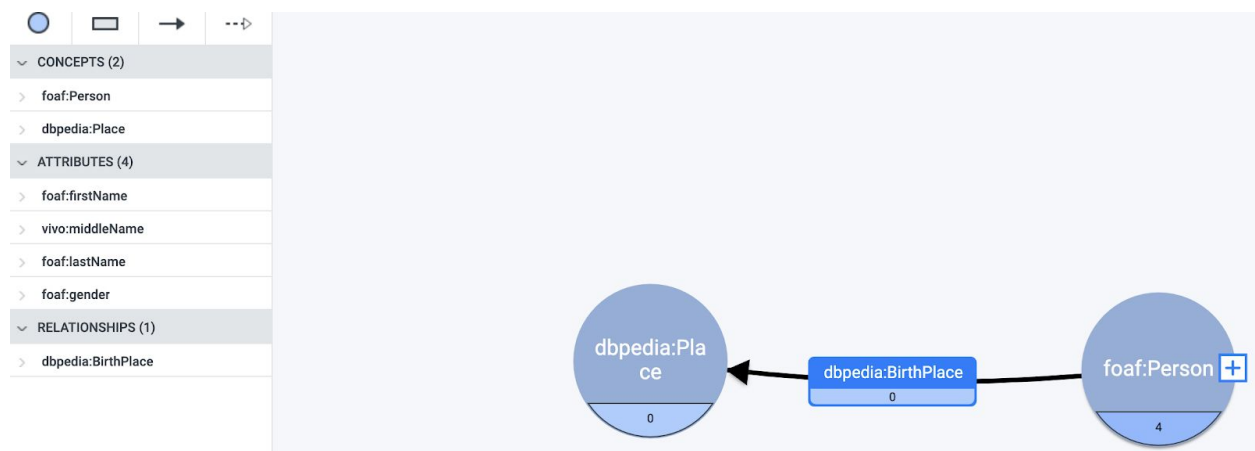 CONCEPTS (2)
foaf:Person
dbpedia:Place
ATTRIBUTES (4)
foaf:firstName
vivo:middleName
foaf:lastName
foaf:gender
RELATIONSHIPS (1)
dbpedia:BirthPlace
dbpedia:Pla
ce
0
dbpedia:BirthPlace
0
foaf:Person
4